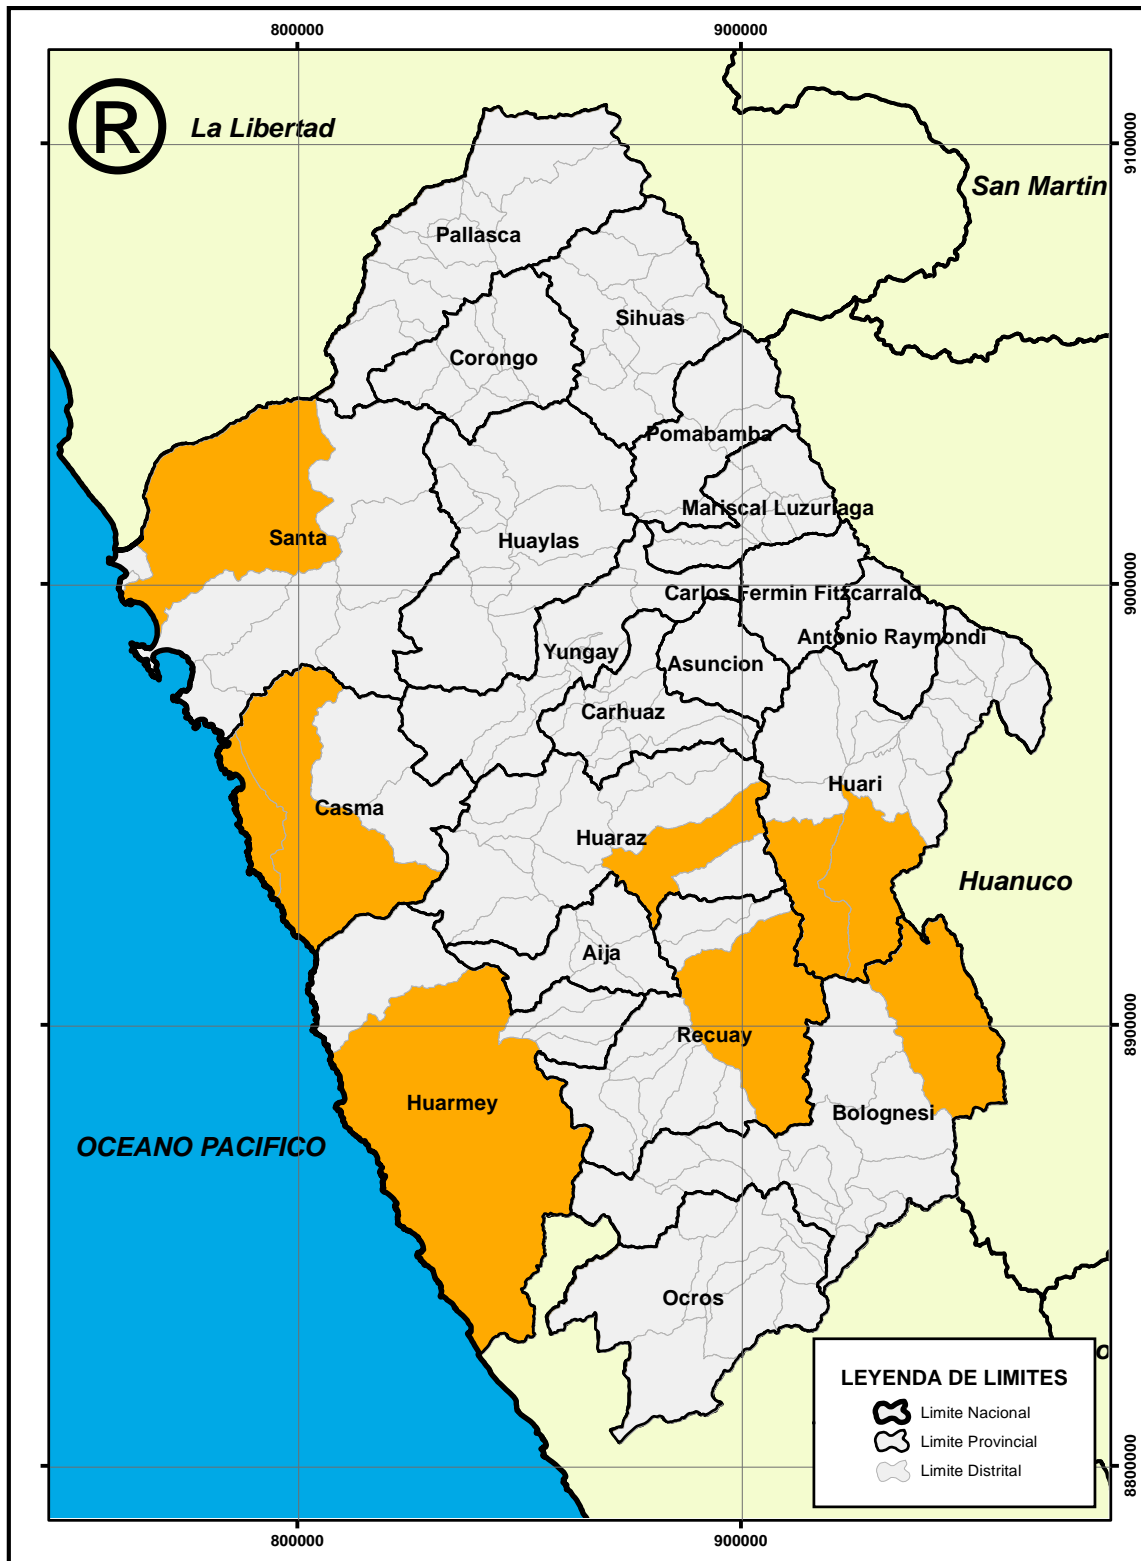 800000
900000
R
La Libertad
9100000
San Martin
Pallasca
Sihuas
Corongo
Pomabamba
Mariscal Luzuriaga
Santa
Huaylas
9000000
Carlos Fermin Fitzcarrald
Antonio Raymondi
Yungay
Asuncion
Carhuaz
Huari
Casma
Huaraz
Huanuco
Aija
8900000
Recuay
Huarmey
Bolognesi
OCEANO PACIFICO
Ocros
LEYENDA DE LIMITES
Limite Nacional
Limite Provincial
Limite Distrital
8800000
800000
900000